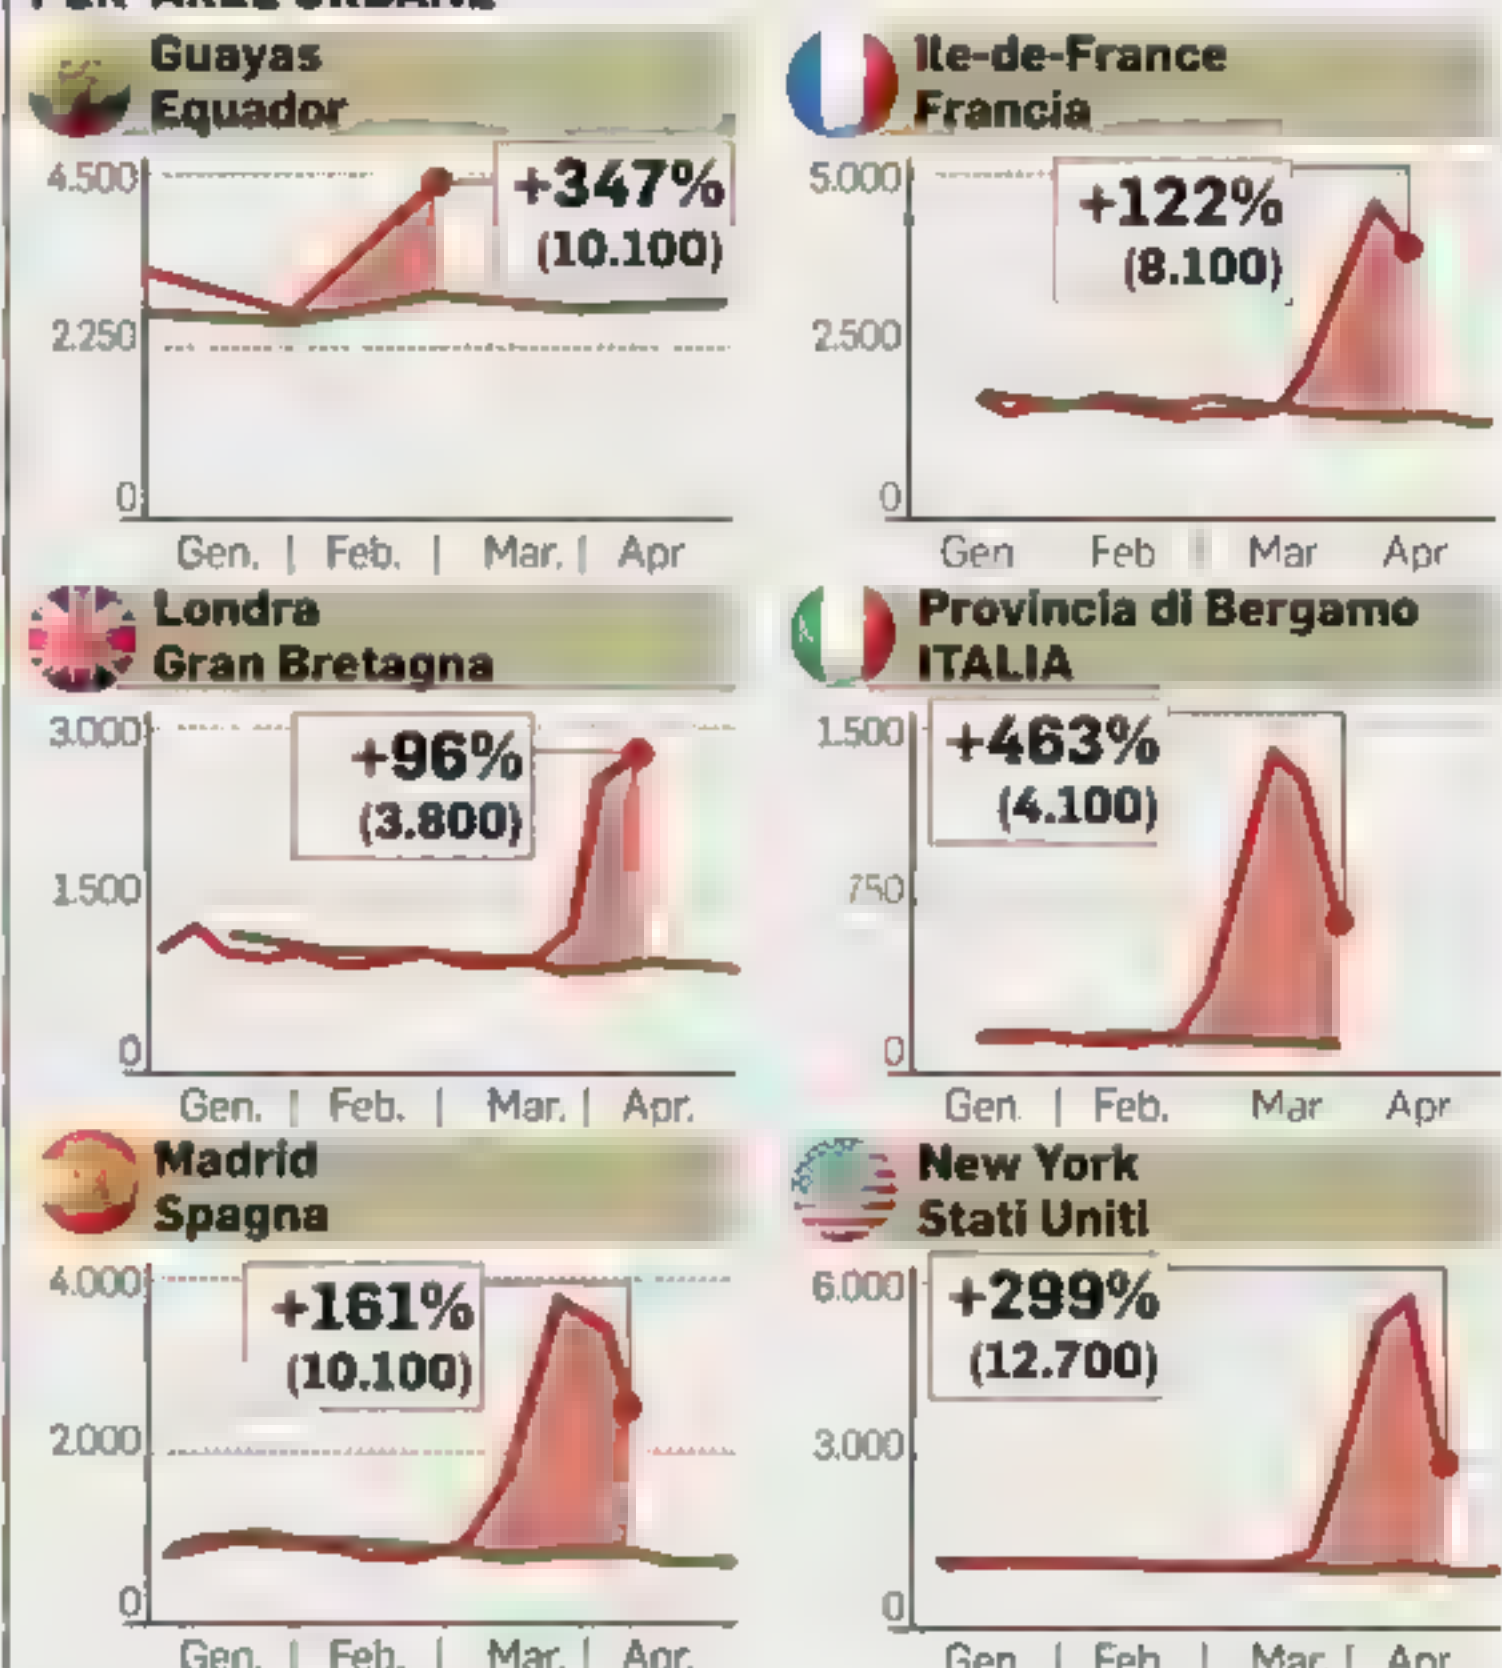 PER AREE URBANE
Guayas
Equador
4.500
+347%
(10.100)
2.250
0
Gen. | Feb. | Mar. | Apr
Ile-de-France
Francia
5.000
+122%
(8.100)
2.500
0
Gen Feb | Mar Apr
Londra
Gran Bretagna
3.000
+96%
(3.800)
1.500
0
Gen. | Feb. | Mar. | Apr.
Provincia di Bergamo
ITALIA
1.500
+463%
(4.100)
750
0
Gen. | Feb. Mar Apr
Madrid
Spagna
4.000
+161%
(10.100)
2.000
0
Gen. | Feb. | Mar. | Apr.
New York
Stati Uniti
6.000
+299%
(12.700)
3.000
0
Gen | Feb. | Mar | Apr